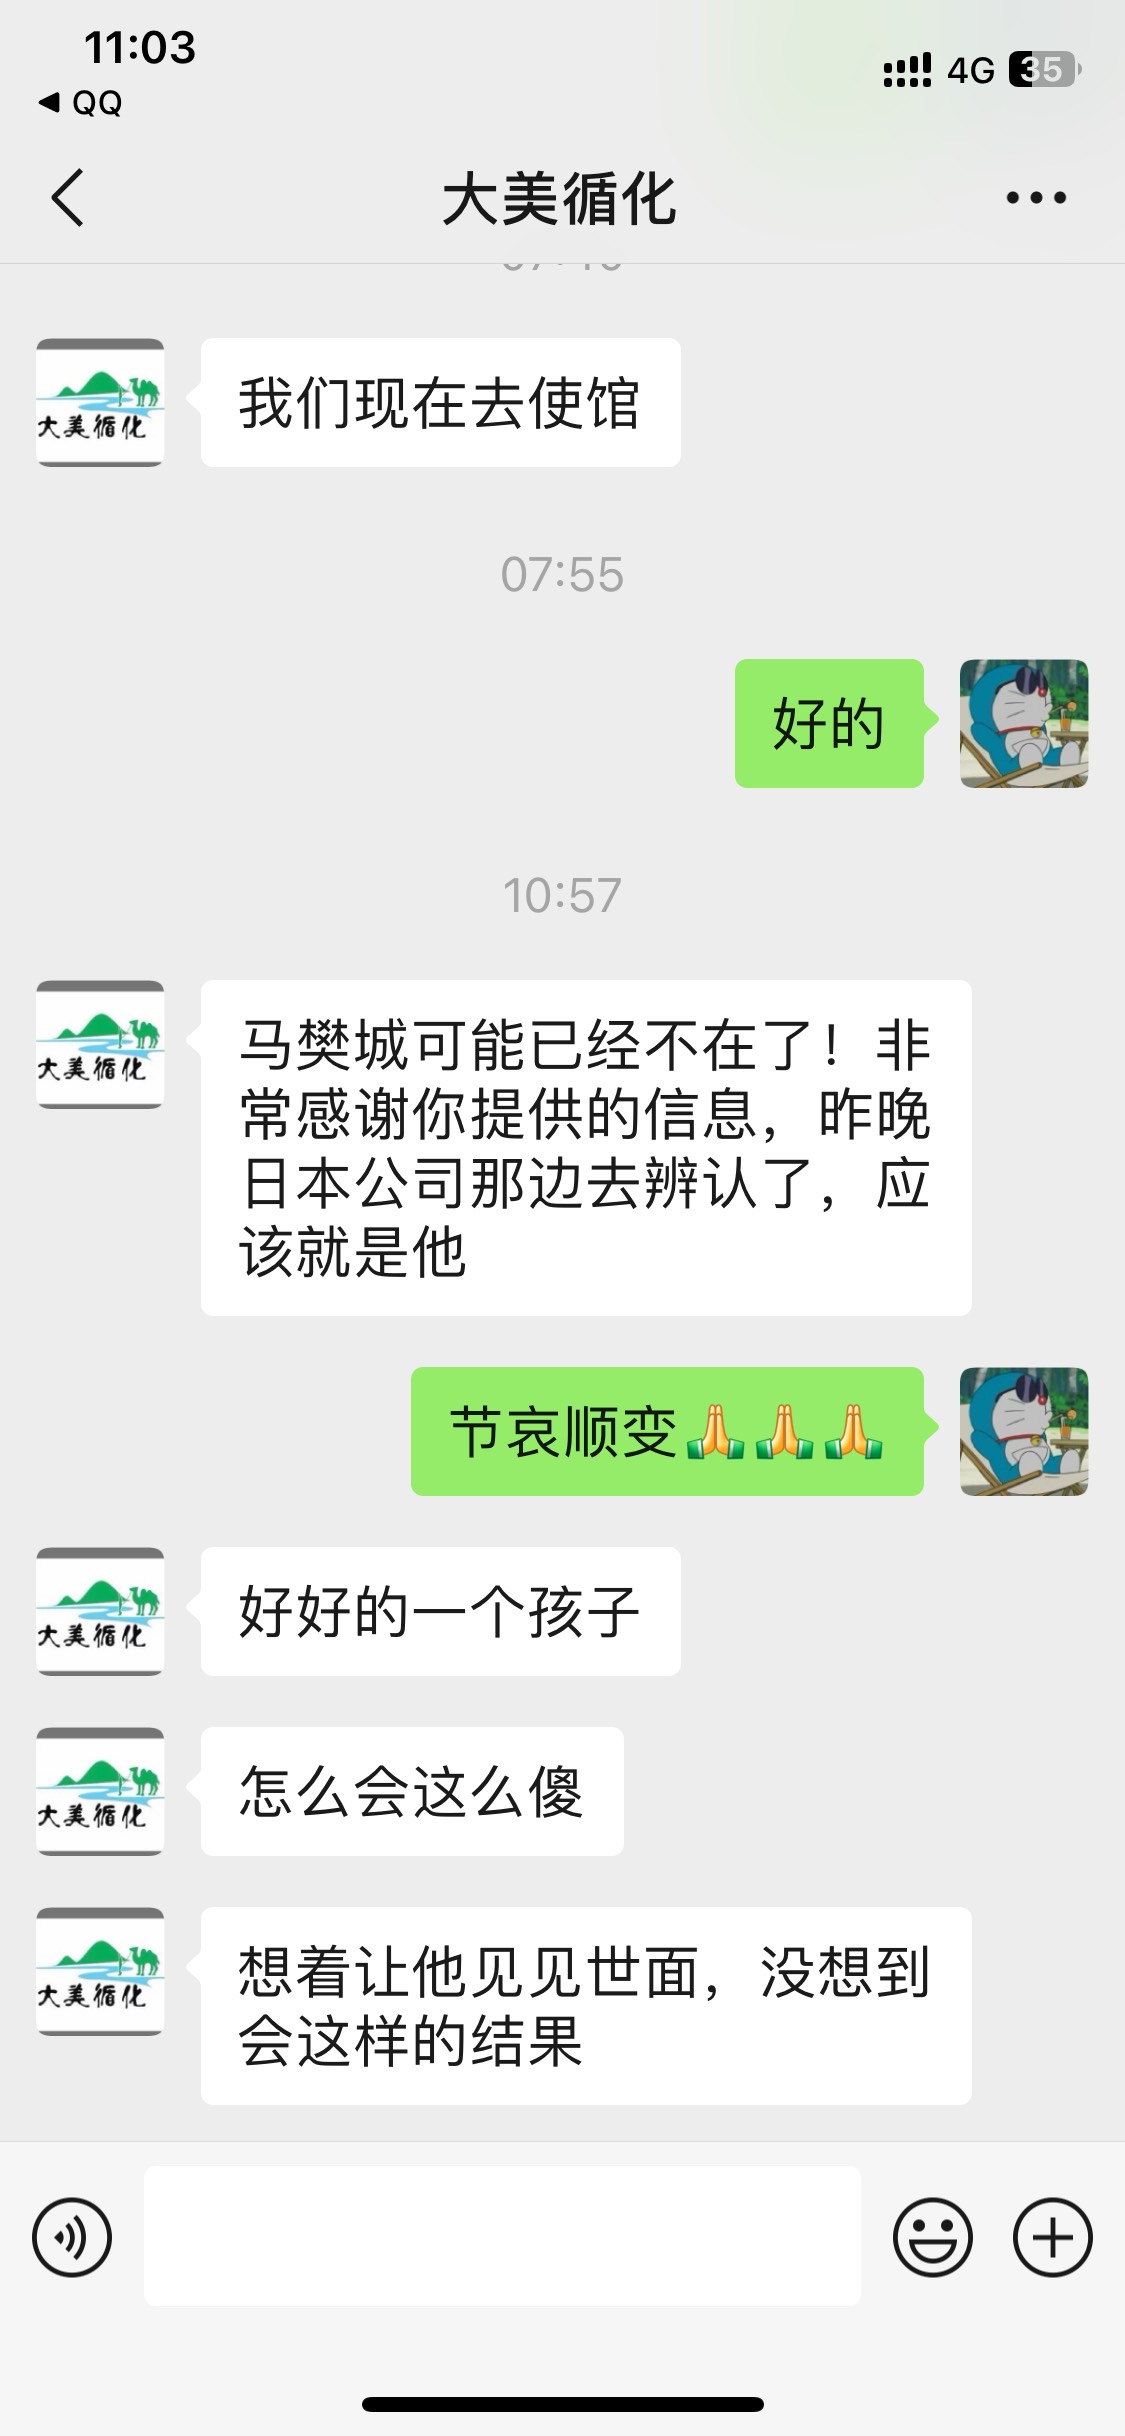 11:03
QQ
4G
35
大美循化
大美循化
我们现在去使馆
07:55
好的
10:57
大美循化
马樊城可能已经不在了！非
常感谢你提供的信息，昨晚
日本公司那边去辨认了，应
该就是他
节哀顺变🙏🙏🙏
大美循化
好好的一个孩子
大美循化
怎么会这么傻
大美循化
想着让他见见世面，没想到
会这样的结果